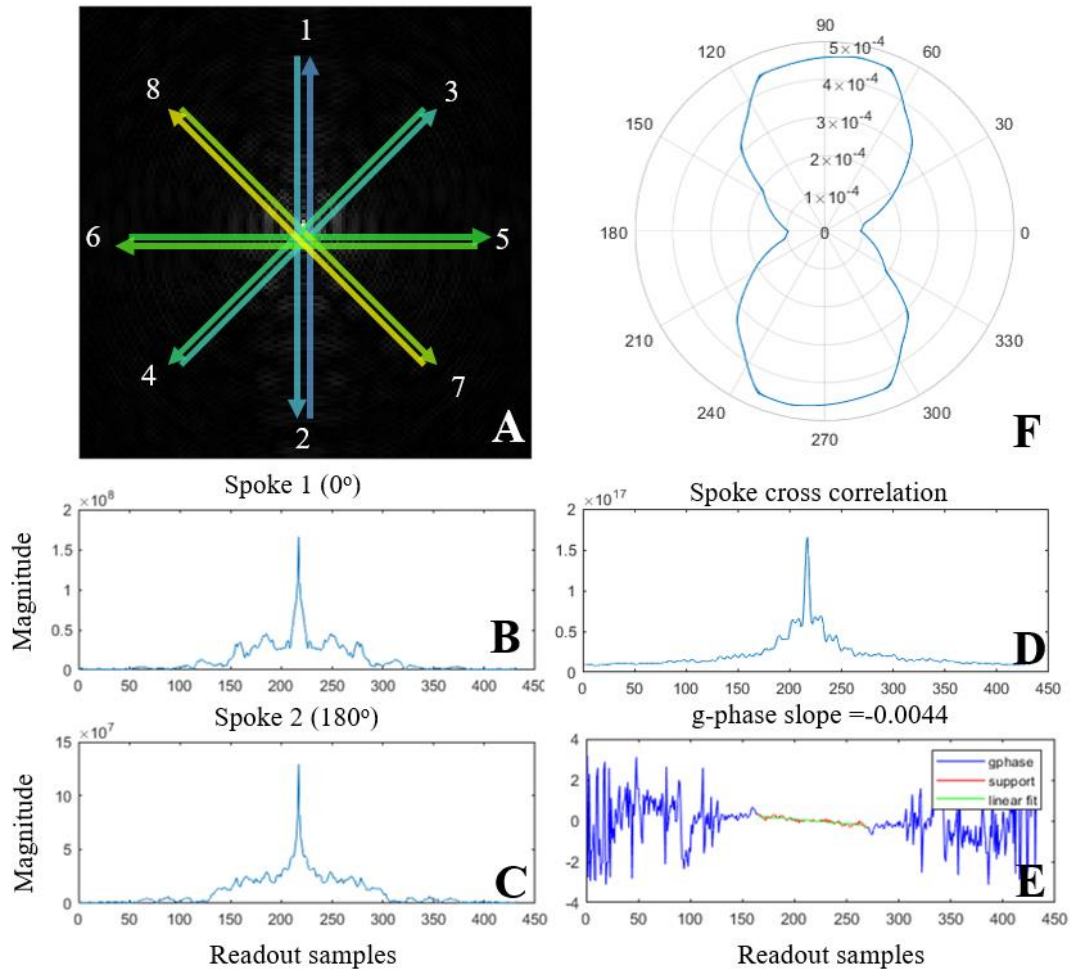 1
8
3
6
5
4
7
2
A
90
120
60
5×10⁻⁴
4×10⁻⁴
150
30
3×10⁻⁴
2×10⁻⁴
1×10⁻⁴
180
0
0
210
330
240
300
270
F
Spoke 1 (0º)
×10⁸
2
1.5
1
0.5
0
0 50 100 150 200 250 300 350 400 450
Magnitude
B
Spoke cross correlation
×10¹⁷
2
1.5
1
0.5
0
0 50 100 150 200 250 300 350 400 450
D
Spoke 2 (180º)
×10⁷
15
10
5
0
0 50 100 150 200 250 300 350 400 450
Magnitude
C
Readout samples
g-phase slope =-0.0044
4
2
0
-2
-4
gphase
support
linear fit
0 50 100 150 200 250 300 350 400 450
E
Readout samples